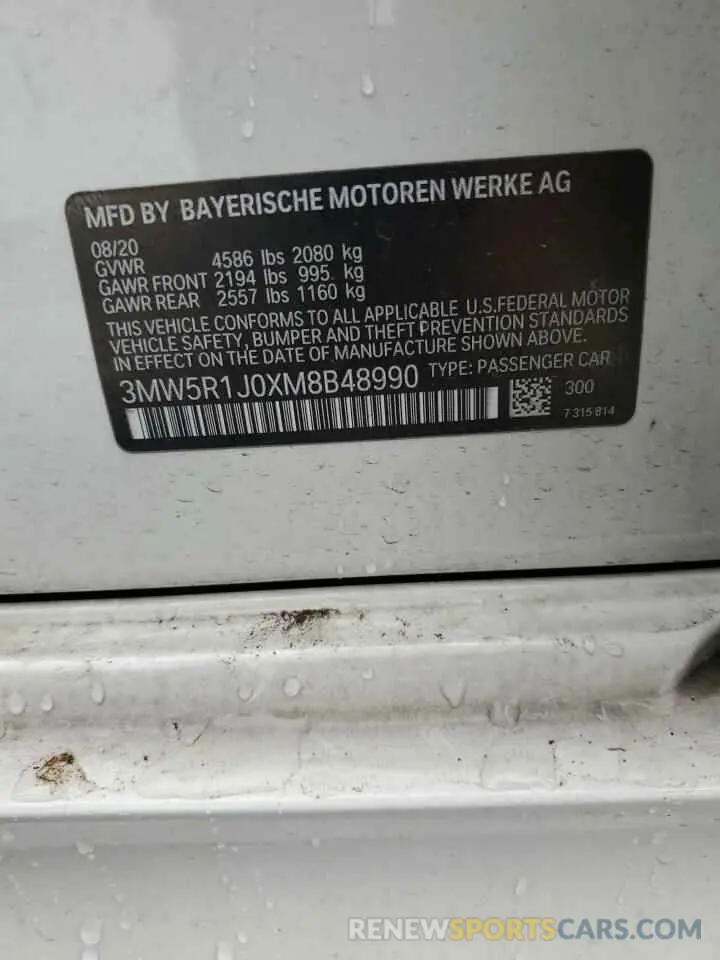 MFD BY BAYERISCHE MOTOREN WERKE AG
08/20
GVWR 4586 lbs 2080 kg
GAWR FRONT 2194 lbs 995 kg
GAWR REAR 2557 lbs 1160 kg
THIS VEHICLE CONFORMS TO ALL APPLICABLE U.S.FEDERAL MOTOR
VEHICLE SAFETY, BUMPER AND THEFT PREVENTION STANDARDS
IN EFFECT ON THE DATE OF MANUFACTURE SHOWN ABOVE.
3MW5R1J0XM8B48990 TYPE: PASSENGER CAR
300
7 315 814
RENEWSPORTSCARS.COM